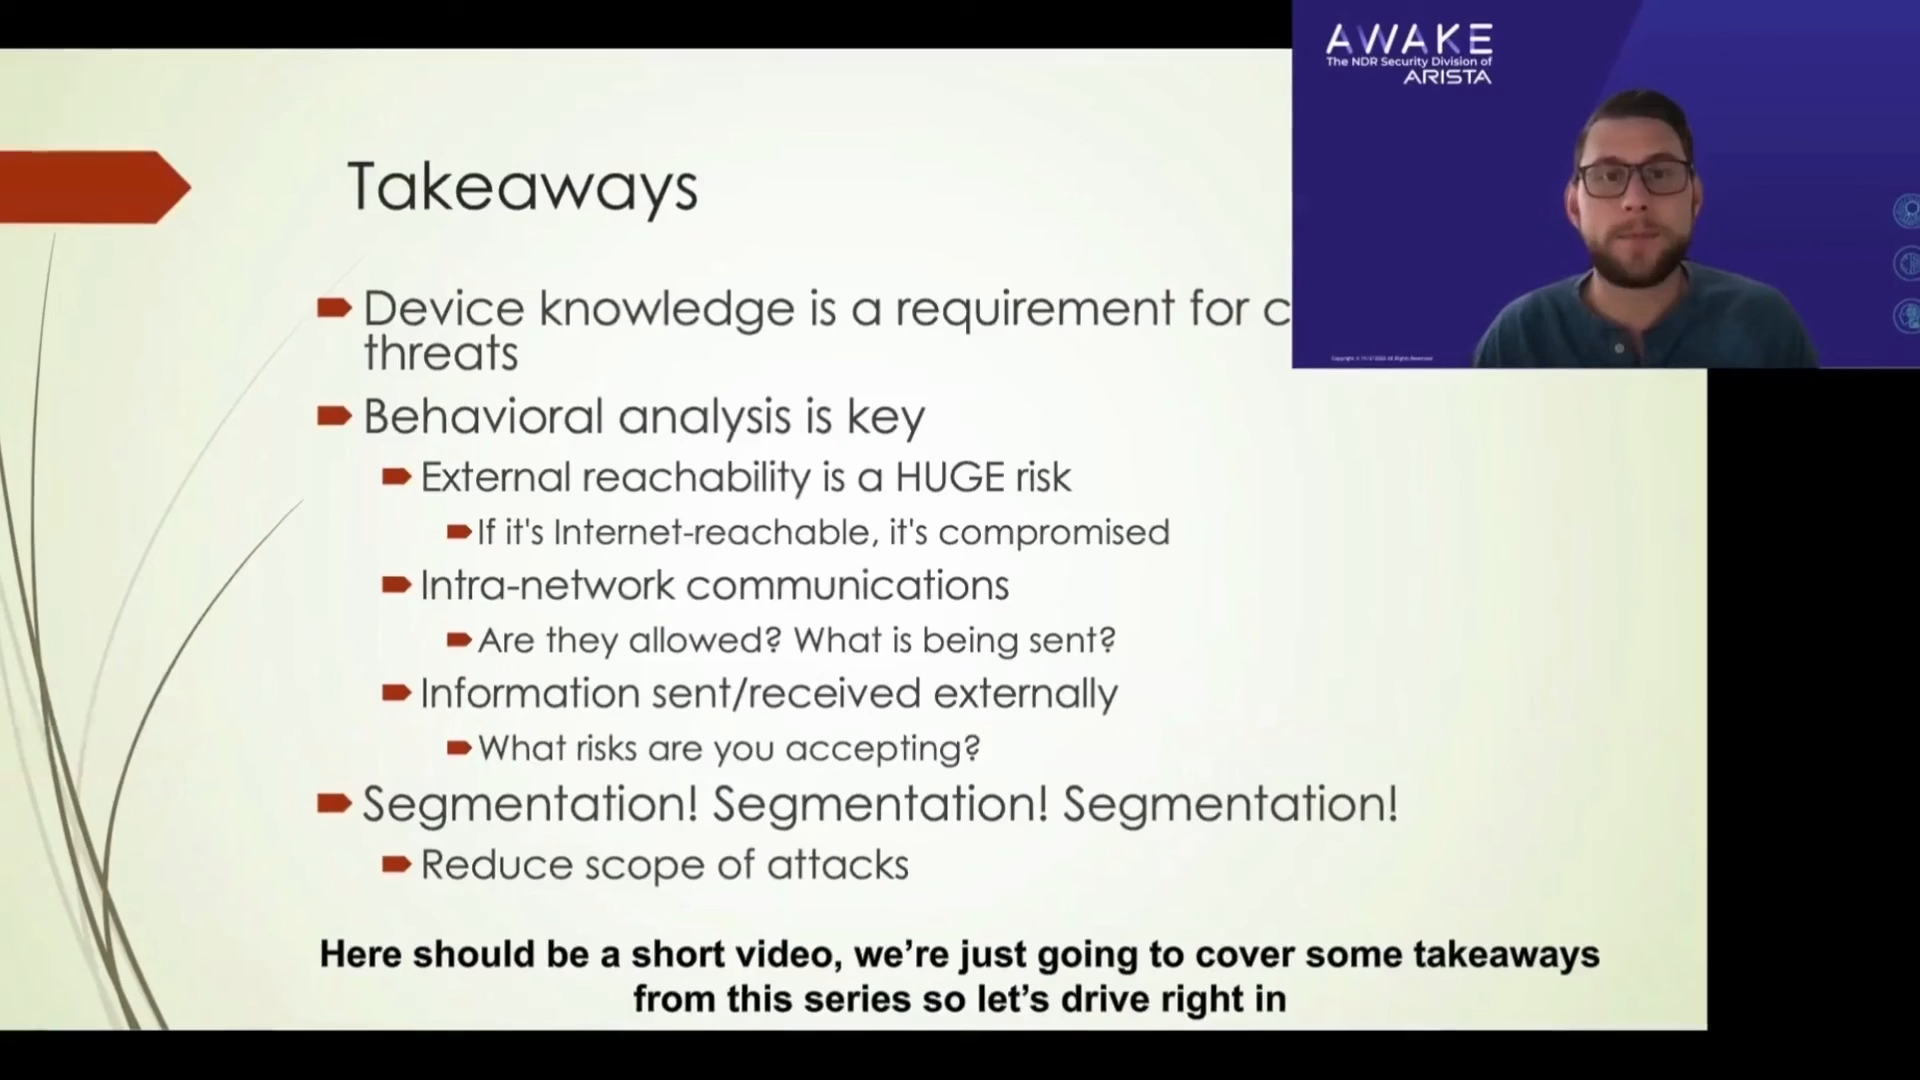 AWAKE
The NDR Security Division of
ARISTA
Takeaways
Device knowledge is a requirement for c
threats
Behavioral analysis is key
External reachability is a HUGE risk
If it's Internet-reachable, it's compromised
Intra-network communications
Are they allowed? What is being sent?
Information sent/received externally
What risks are you accepting?
Segmentation! Segmentation! Segmentation!
Reduce scope of attacks
Here should be a short video, we’re just going to cover some takeaways
from this series so let’s drive right in